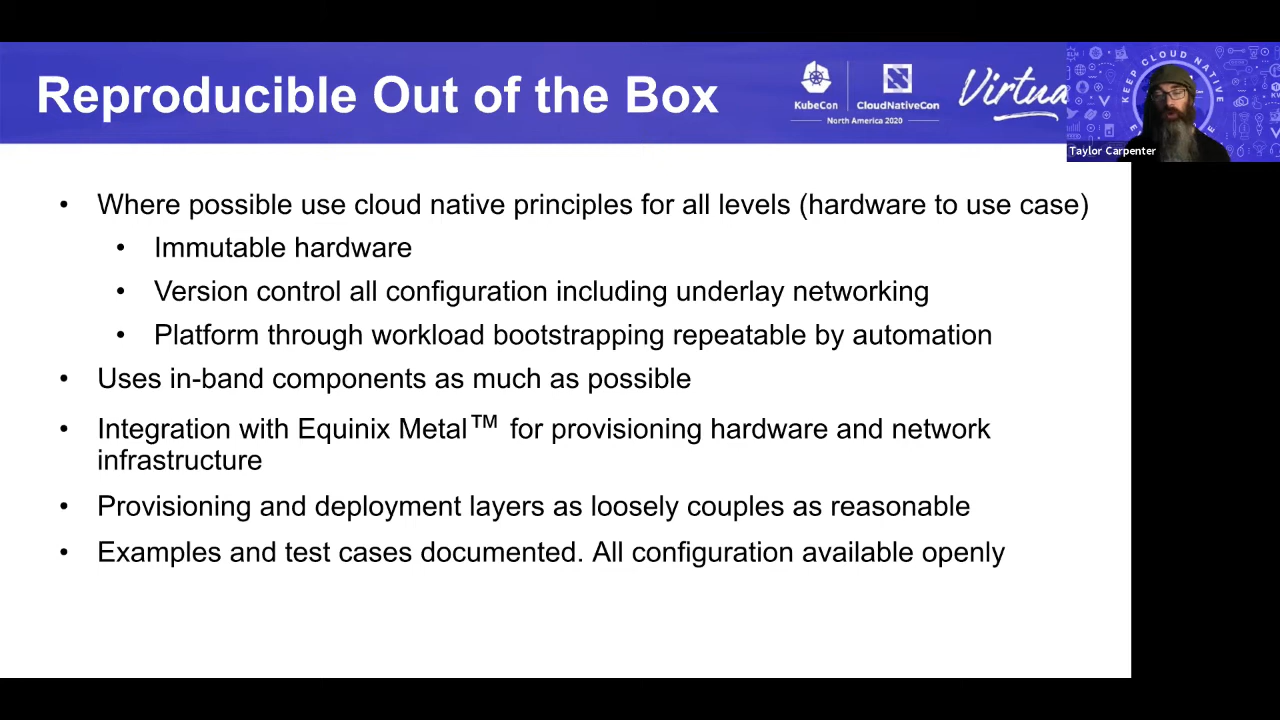 Reproducible Out of the Box
KubeCon
CloudNativeCon
North America 2020
Virtua
KEEP CLOUD NATIVE
Taylor Carpenter
• Where possible use cloud native principles for all levels (hardware to use case)
• Immutable hardware
• Version control all configuration including underlay networking
• Platform through workload bootstrapping repeatable by automation
• Uses in-band components as much as possible
• Integration with Equinix Metal™ for provisioning hardware and network
infrastructure
• Provisioning and deployment layers as loosely couples as reasonable
• Examples and test cases documented. All configuration available openly